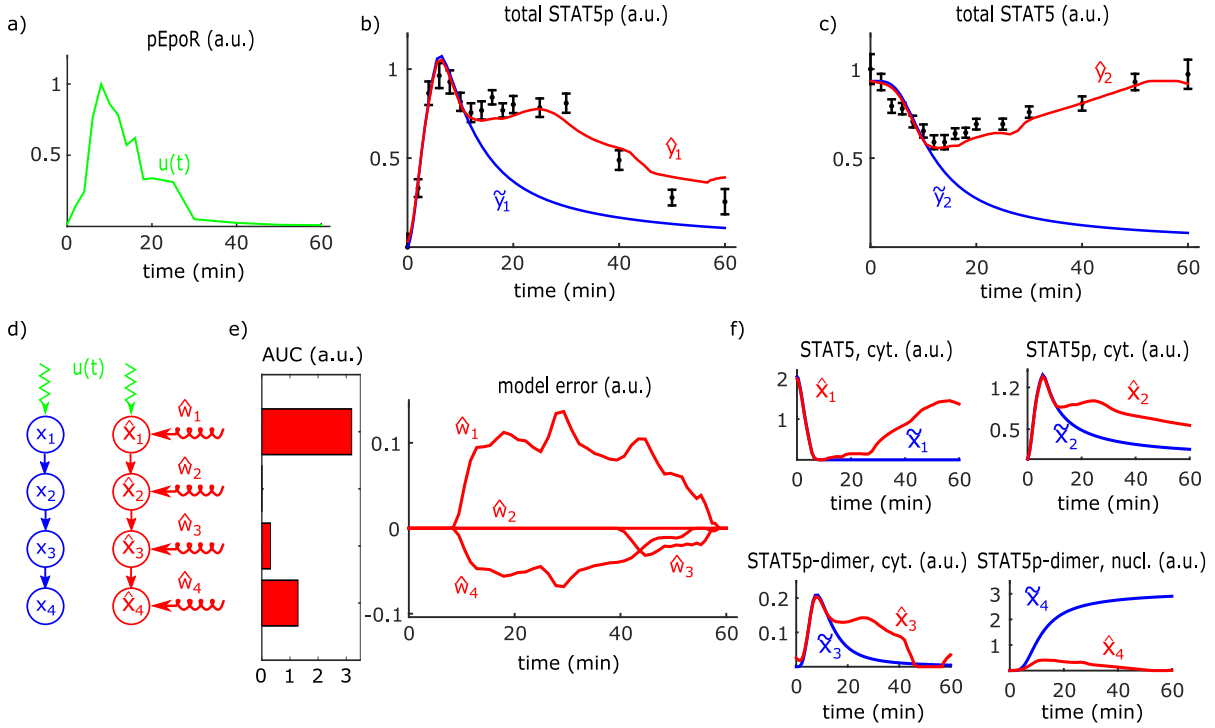 a)
pEpoR (a.u.)
1
0.5
u(t)
0 20 40 60
time (min)
b)
total STAT5p (a.u.)
1
0.5
0
ŷ1
ỹ1
0 20 40 60
time (min)
c)
total STAT5 (a.u.)
1
0.5
0
ŷ2
ỹ2
0 20 40 60
time (min)
d)
u(t)
x1 x̂1 ŵ1
x2 x̂2 ŵ2
x3 x̂3 ŵ3
x4 x̂4 ŵ4
e)
AUC (a.u.)
0 1 2 3
model error (a.u.)
0.1
0
-0.1
ŵ1
ŵ2
ŵ3
ŵ4
0 20 40 60
time (min)
f)
STAT5, cyt. (a.u.)
2
1
0
x̂1
x̃1
0 20 40 60
time (min)
STAT5p, cyt. (a.u.)
1.2
0.5
x̂2
x̃2
0 20 40 60
time (min)
STAT5p-dimer, cyt. (a.u.)
0.2
0.1
x̂3
x̃3
0 20 40 60
time (min)
STAT5p-dimer, nucl. (a.u.)
3
2
1
0
x̃4
x̂4
0 20 40 60
time (min)